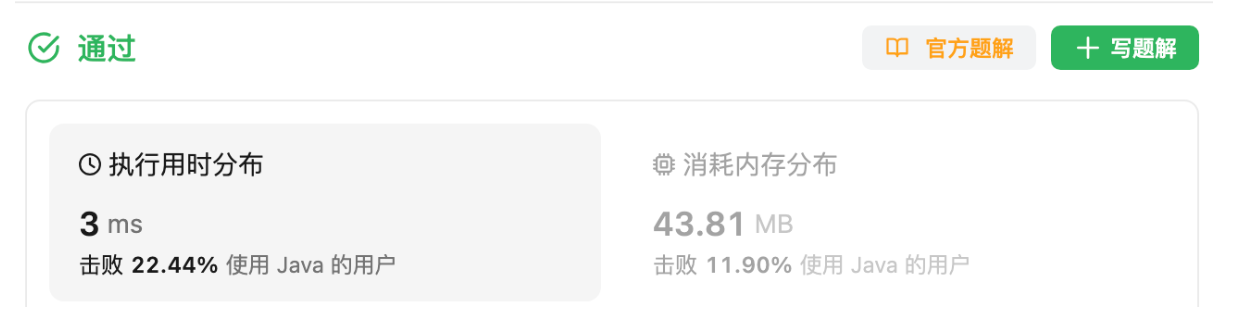 通过
官方题解
写题解
执行用时分布
3 ms
击败 22.44% 使用 Java 的用户
消耗内存分布
43.81 MB
击败 11.90% 使用 Java 的用户